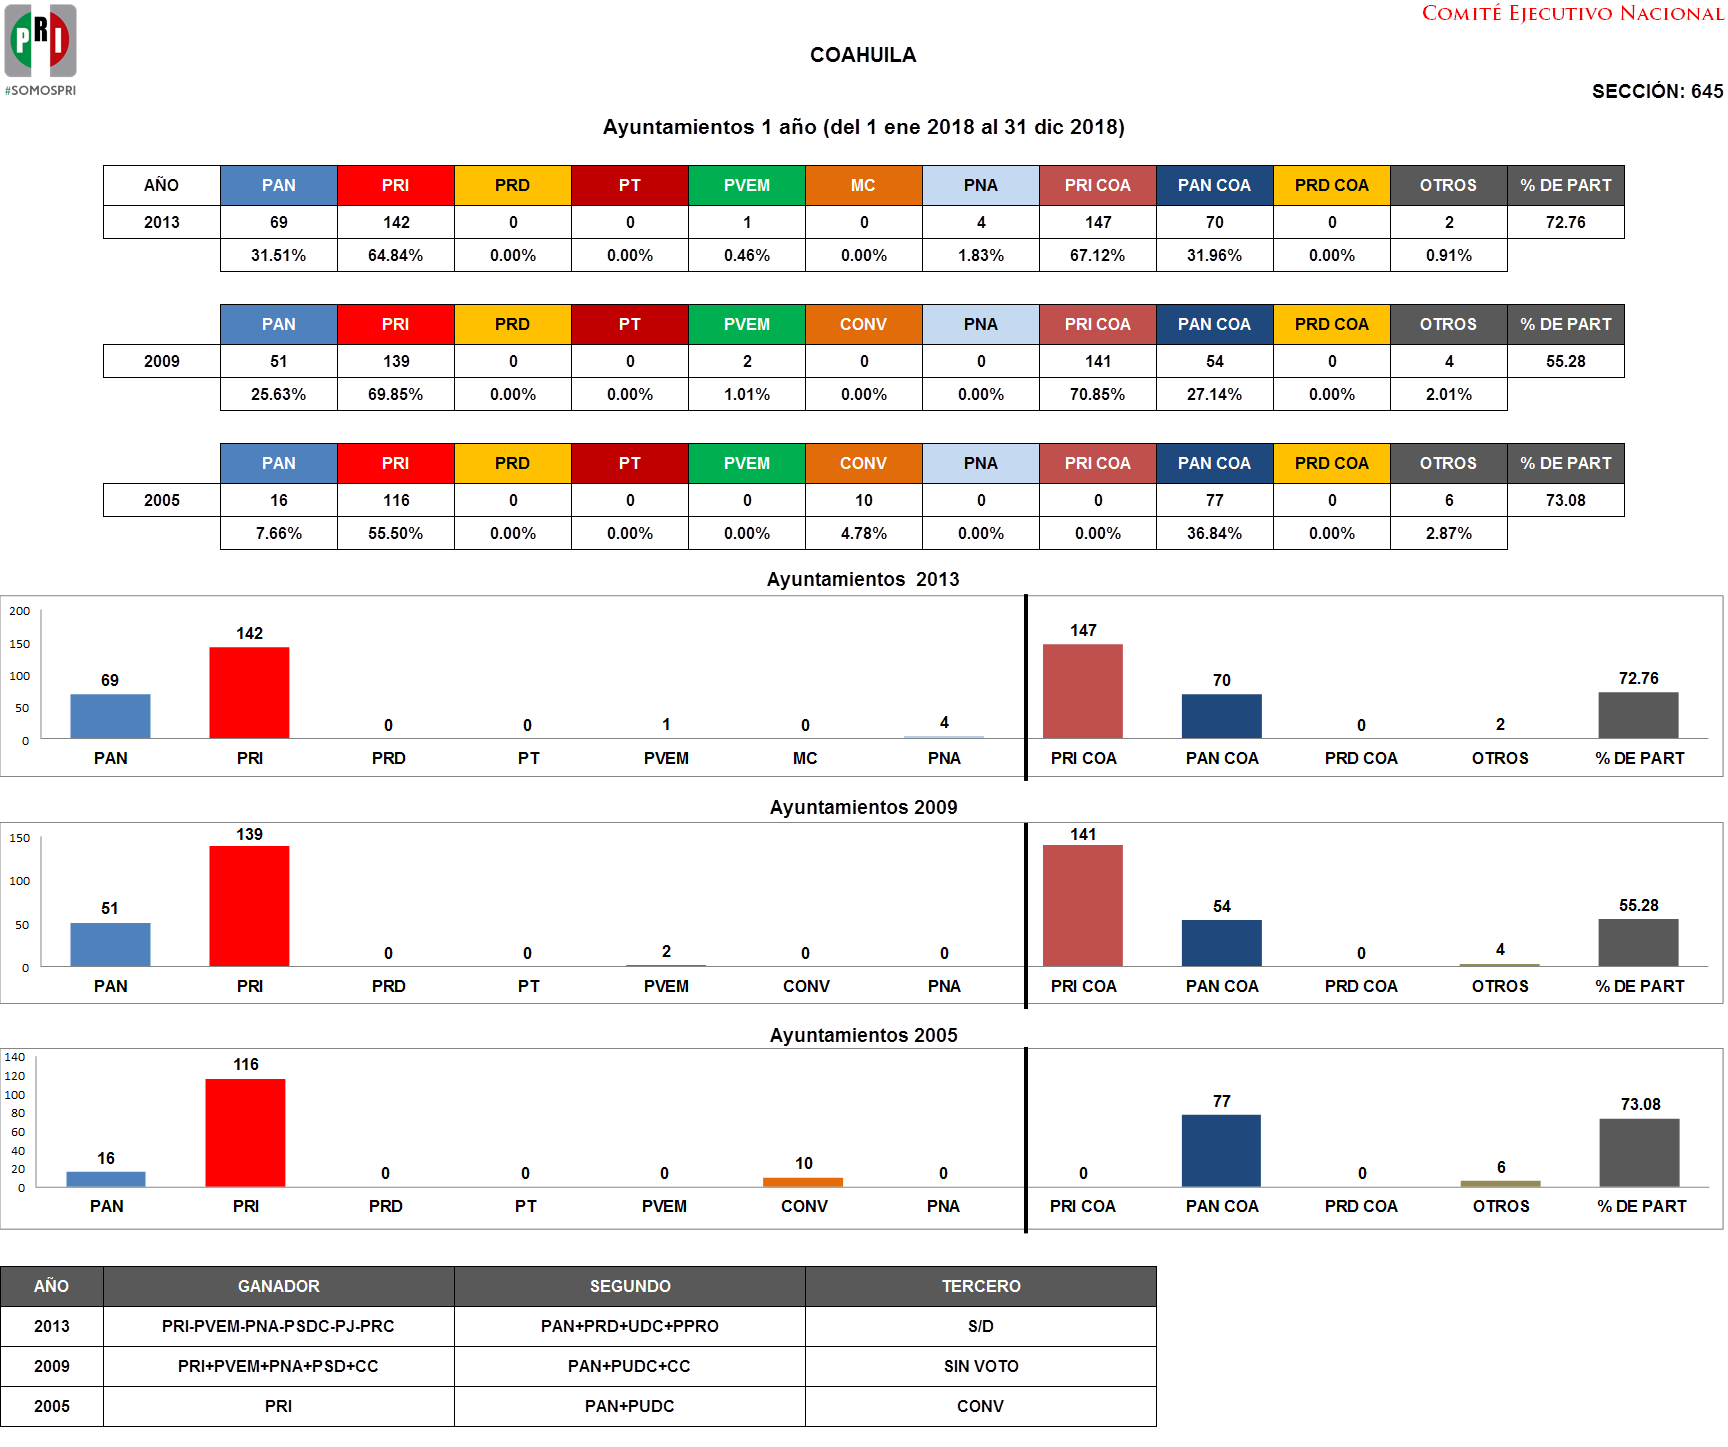 PRI
#SOMOSPRI
COMITÉ EJECUTIVO NACIONAL
COAHUILA
SECCIÓN: 645
Ayuntamientos 1 año (del 1 ene 2018 al 31 dic 2018)
AÑO PAN PRI PRD PT PVEM MC PNA PRI COA PAN COA PRD COA OTROS % DE PART
2013 69 142 0 0 1 0 4 147 70 0 2 72.76
31.51% 64.84% 0.00% 0.00% 0.46% 0.00% 1.83% 67.12% 31.96% 0.00% 0.91%
PAN PRI PRD PT PVEM CONV PNA PRI COA PAN COA PRD COA OTROS % DE PART
2009 51 139 0 0 2 0 0 141 54 0 4 55.28
25.63% 69.85% 0.00% 0.00% 1.01% 0.00% 0.00% 70.85% 27.14% 0.00% 2.01%
PAN PRI PRD PT PVEM CONV PNA PRI COA PAN COA PRD COA OTROS % DE PART
2005 16 116 0 0 0 10 0 0 77 0 6 73.08
7.66% 55.50% 0.00% 0.00% 0.00% 4.78% 0.00% 0.00% 36.84% 0.00% 2.87%
Ayuntamientos 2013
200
150
100
50
0
69 142 0 0 1 0 4 147 70 0 2 72.76
PAN PRI PRD PT PVEM MC PNA PRI COA PAN COA PRD COA OTROS % DE PART
Ayuntamientos 2009
150
100
50
0
51 139 0 0 2 0 0 141 54 0 4 55.28
PAN PRI PRD PT PVEM CONV PNA PRI COA PAN COA PRD COA OTROS % DE PART
Ayuntamientos 2005
140
120
100
80
60
40
20
0
16 116 0 0 0 10 0 0 77 0 6 73.08
PAN PRI PRD PT PVEM CONV PNA PRI COA PAN COA PRD COA OTROS % DE PART
AÑO GANADOR SEGUNDO TERCERO
2013 PRI-PVEM-PNA-PSDC-PJ-PRC PAN+PRD+UDC+PPRO S/D
2009 PRI+PVEM+PNA+PSD+CC PAN+PUDC+CC SIN VOTO
2005 PRI PAN+PUDC CONV